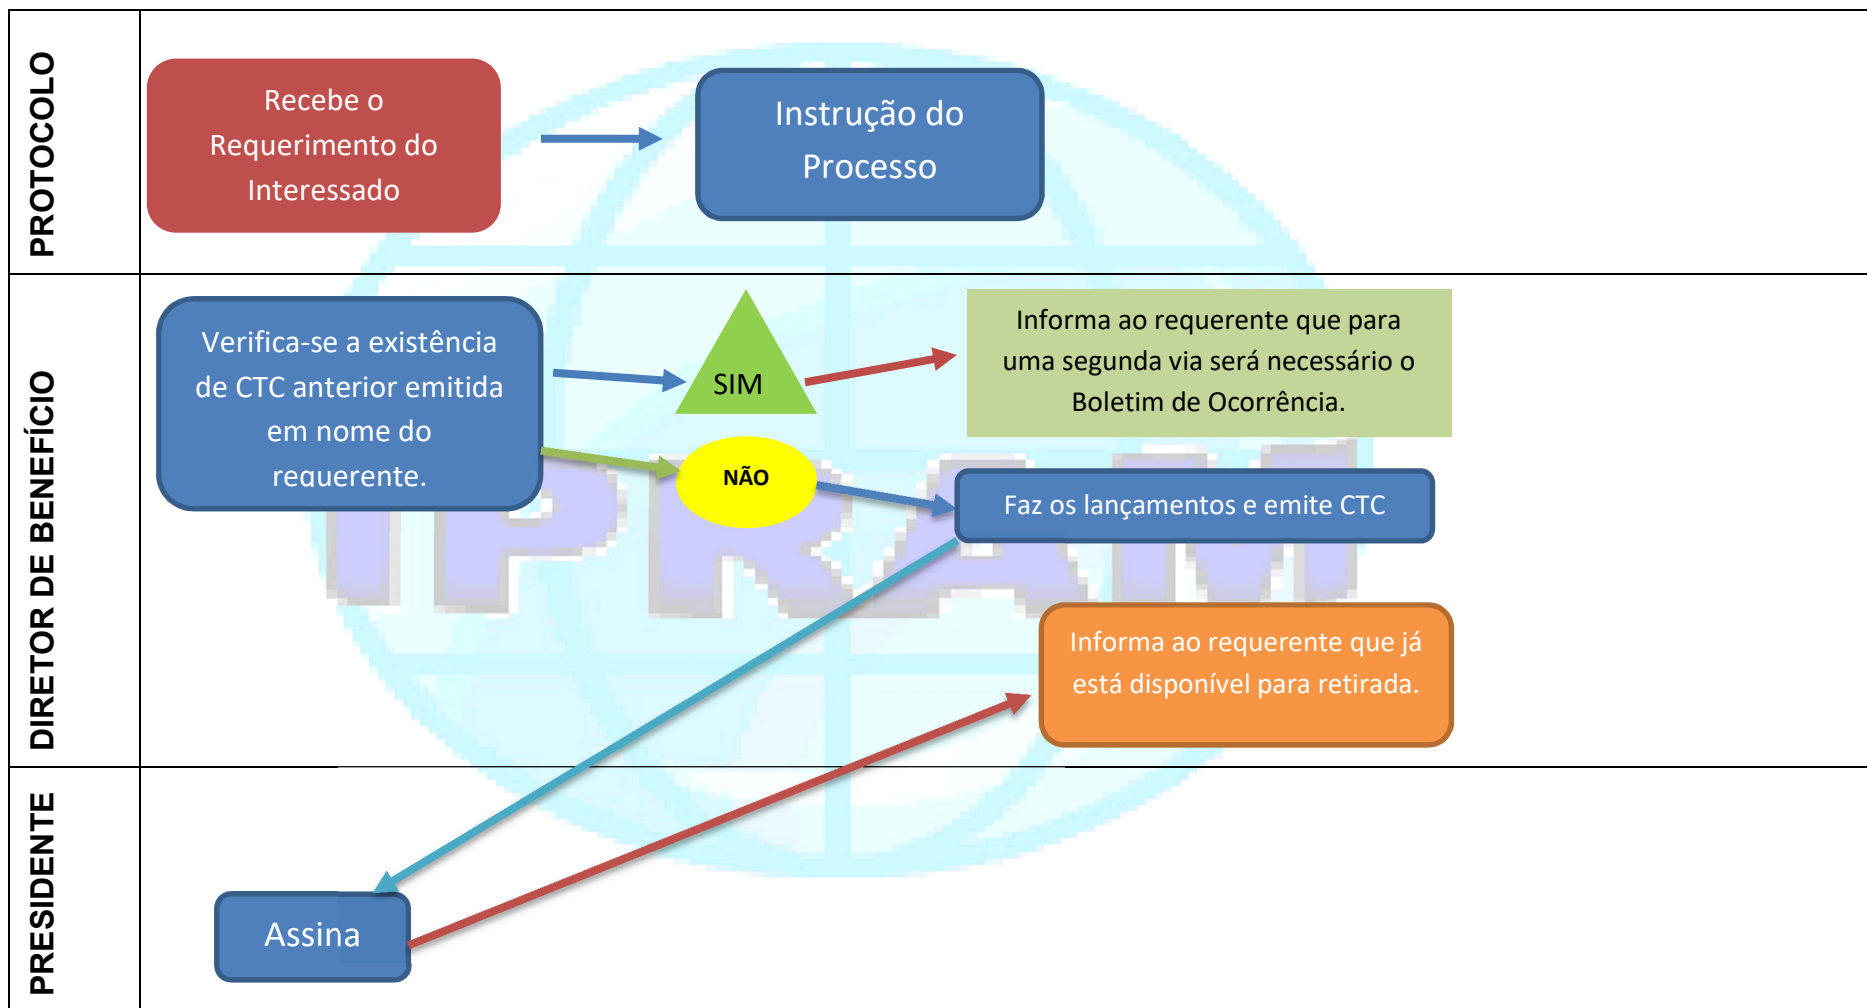 PROTOCOLO
Recebe o
Requerimento do
Interessado
Instrução do
Processo
DIRETOR DE BENEFÍCIO
Verifica-se a existência
de CTC anterior emitida
em nome do
requerente.
SIM
Informa ao requerente que para
uma segunda via será necessário o
Boletim de Ocorrência.
NÃO
Faz os lançamentos e emite CTC
IPRAM
Informa ao requerente que já
está disponível para retirada.
PRESIDENTE
Assina